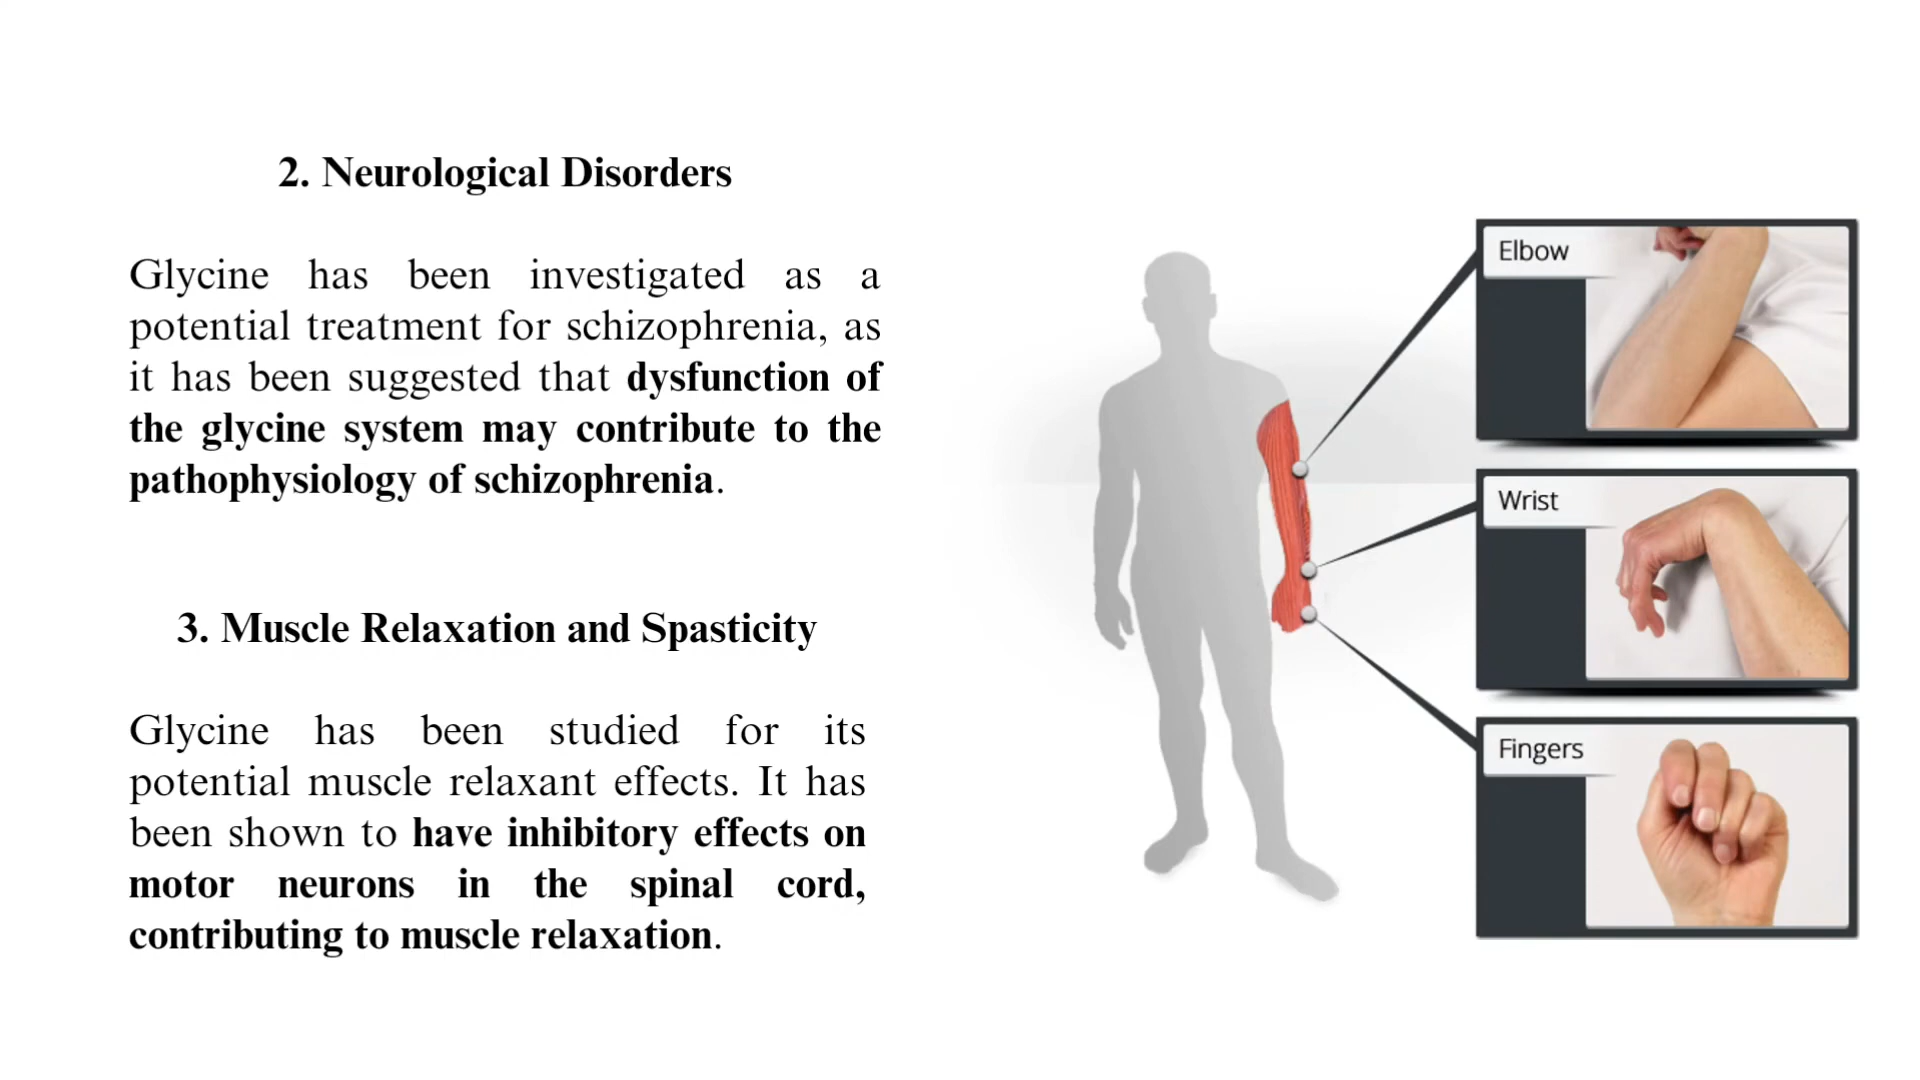 2. Neurological Disorders
Glycine has been investigated as a
potential treatment for schizophrenia, as
it has been suggested that dysfunction of
the glycine system may contribute to the
pathophysiology of schizophrenia.
3. Muscle Relaxation and Spasticity
Glycine has been studied for its
potential muscle relaxant effects. It has
been shown to have inhibitory effects on
motor neurons in the spinal cord,
contributing to muscle relaxation.
Elbow
Wrist
Fingers